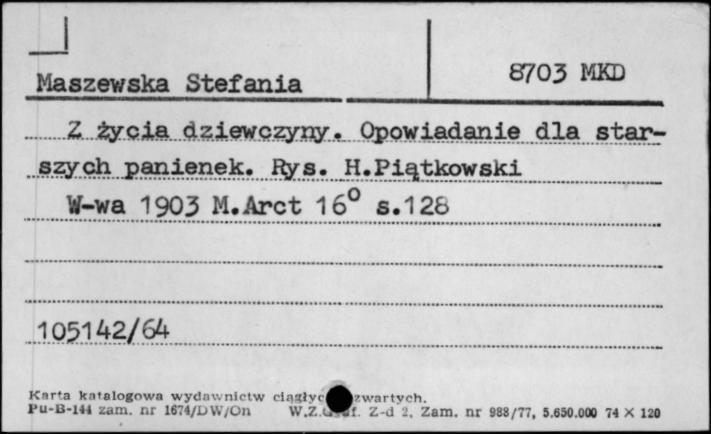 Maszewska Stefania
8703 MKD
Z życia dziewczyny. Opowiadanie dla star-
szych panienek. Rys. H.Piątkowski
W-wa 1903 M.Arct 16° s.128
105142/64
Karta katalogowa wydawnictw zwartych.
Pu-B-144 zam. nr 1674/DW/On W.Z. Z-d 2, Zam. nr 988/77, 5.650.000 74 X 120